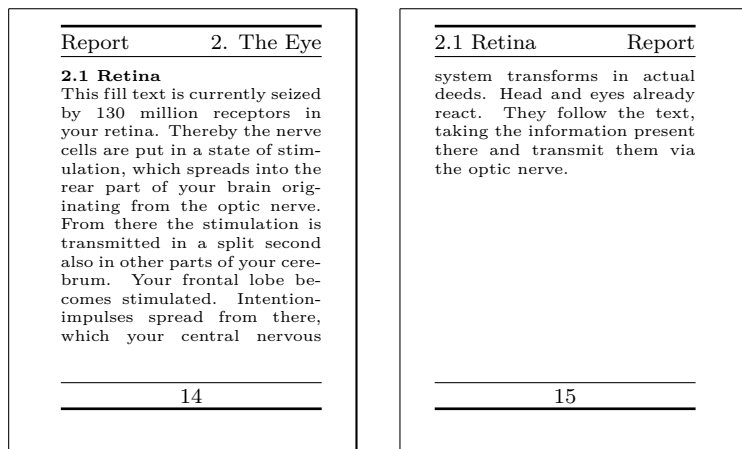 Report 2. The Eye
2.1 Retina
This fill text is currently seized
by 130 million receptors in
your retina. Thereby the nerve
cells are put in a state of stim-
ulation, which spreads into the
rear part of your brain orig-
inating from the optic nerve.
From there the stimulation is
transmitted in a split second
also in other parts of your cere-
brum. Your frontal lobe be-
comes stimulated. Intention-
impulses spread from there,
which your central nervous
14
2.1 Retina Report
system transforms in actual
deeds. Head and eyes already
react. They follow the text,
taking the information present
there and transmit them via
the optic nerve.
15